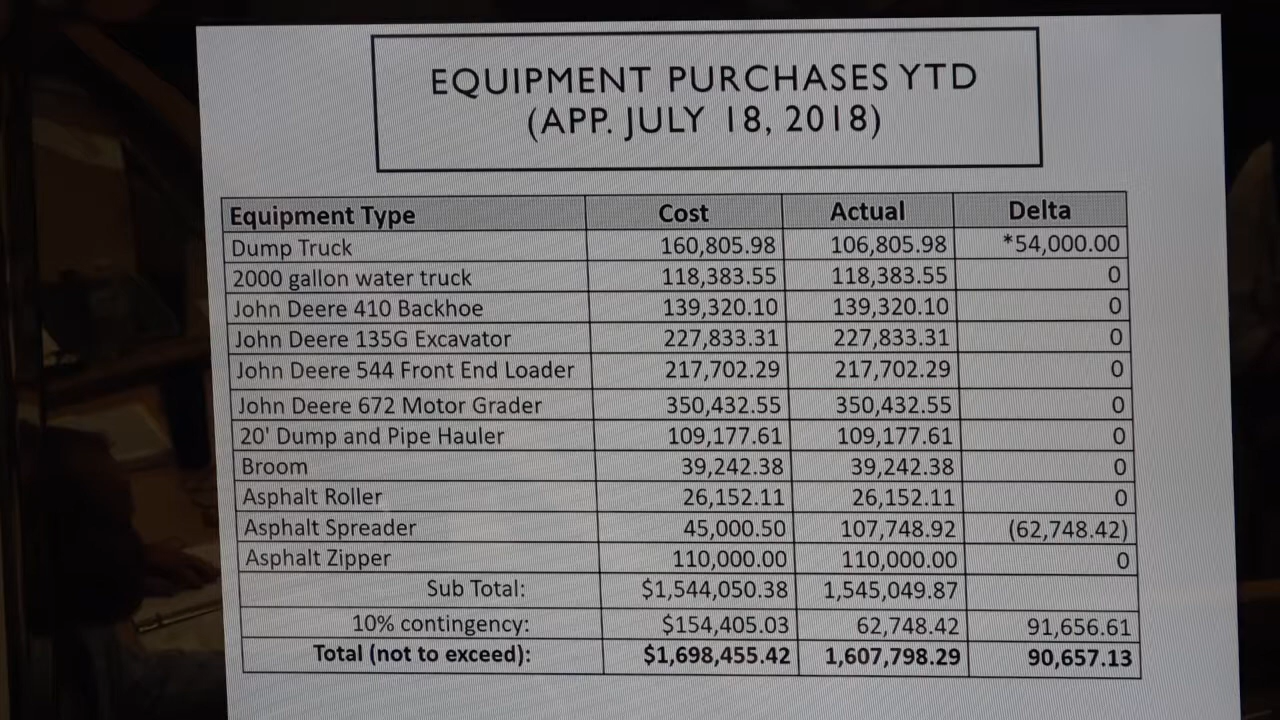 EQUIPMENT PURCHASES YTD
(APP. JULY 18, 2018)
Equipment Type Cost Actual Delta
Dump Truck 160,805.98 106,805.98 *54,000.00
2000 gallon water truck 118,383.55 118,383.55 0
John Deere 410 Backhoe 139,320.10 139,320.10 0
John Deere 135G Excavator 227,833.31 227,833.31 0
John Deere 544 Front End Loader 217,702.29 217,702.29 0
John Deere 672 Motor Grader 350,432.55 350,432.55 0
20' Dump and Pipe Hauler 109,177.61 109,177.61 0
Broom 39,242.38 39,242.38 0
Asphalt Roller 26,152.11 26,152.11 0
Asphalt Spreader 45,000.50 107,748.92 (62,748.42)
Asphalt Zipper 110,000.00 110,000.00 0
Sub Total: $1,544,050.38 1,545,049.87
10% contingency: $154,405.03 62,748.42 91,656.61
Total (not to exceed): $1,698,455.42 1,607,798.29 90,657.13